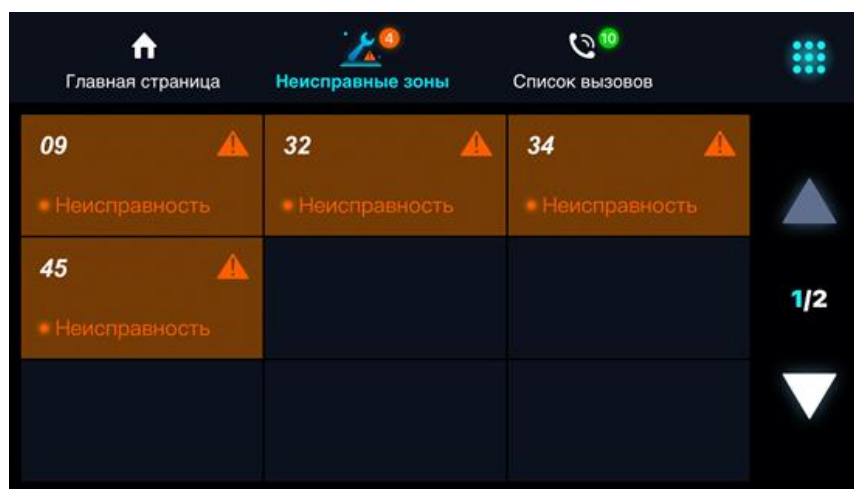 4
10
Главная страница
Неисправные зоны
Список вызовов
09
32
34
Неисправность
Неисправность
Неисправность
45
Неисправность
1/2